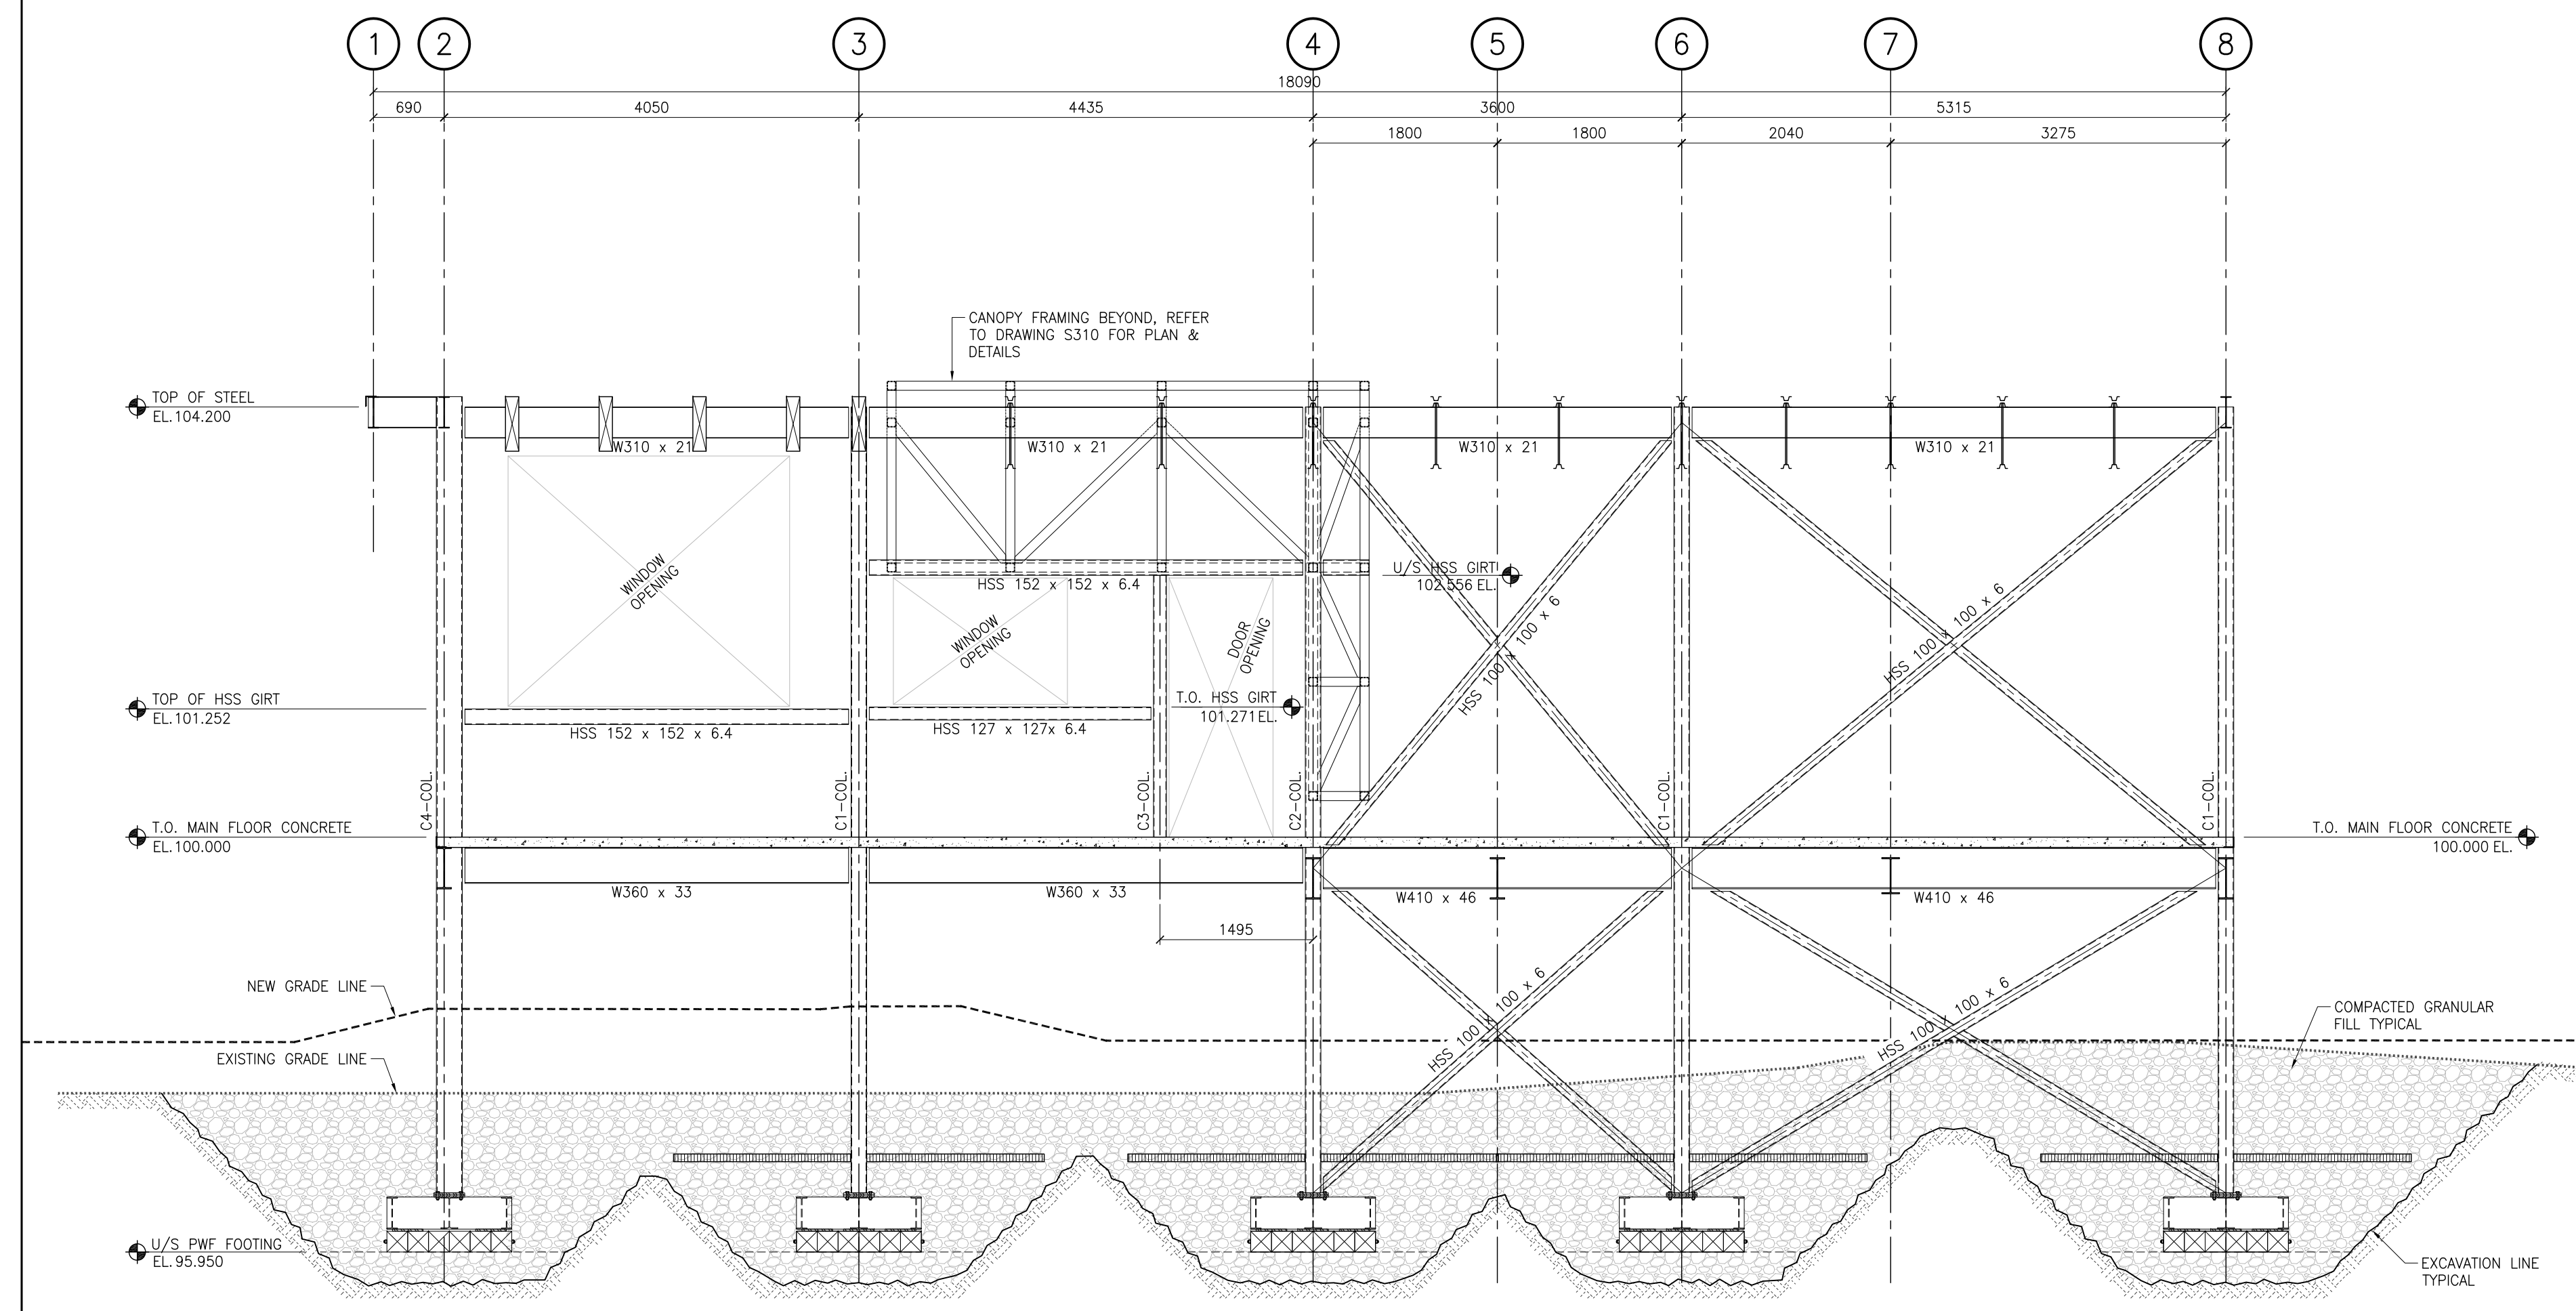 1 2 3 4 5 6 7 8
18090
690 4050 4435 3600 5315
1800 1800 2040 3275
CANOPY FRAMING BEYOND, REFER
TO DRAWING S310 FOR PLAN &
DETAILS
TOP OF STEEL
EL.104.200
W310 x 21 W310 x 21 W310 x 21 W310 x 21
WINDOW
OPENING
HSS 152 x 152 x 6.4
U/S HSS GIRT
102.556 EL.
WINDOW
OPENING
DOOR
OPENING
HSS 100 x 100 x 6
HSS 100 x 100 x 6
TOP OF HSS GIRT
EL.101.252
T.O. HSS GIRT
101.271 EL.
HSS 152 x 152 x 6.4
HSS 127 x 127x 6.4
C4-COL.
C1-COL.
C3-COL.
C2-COL.
C1-COL.
C1-COL.
T.O. MAIN FLOOR CONCRETE
EL.100.000
T.O. MAIN FLOOR CONCRETE
100.000 EL.
W360 x 33 W360 x 33 W410 x 46 W410 x 46
1495
NEW GRADE LINE
HSS 100 x 100 x 6
HSS 100 x 100 x 6
COMPACTED GRANULAR
FILL TYPICAL
EXISTING GRADE LINE
U/S PWF FOOTING
EL.95.950
EXCAVATION LINE
TYPICAL